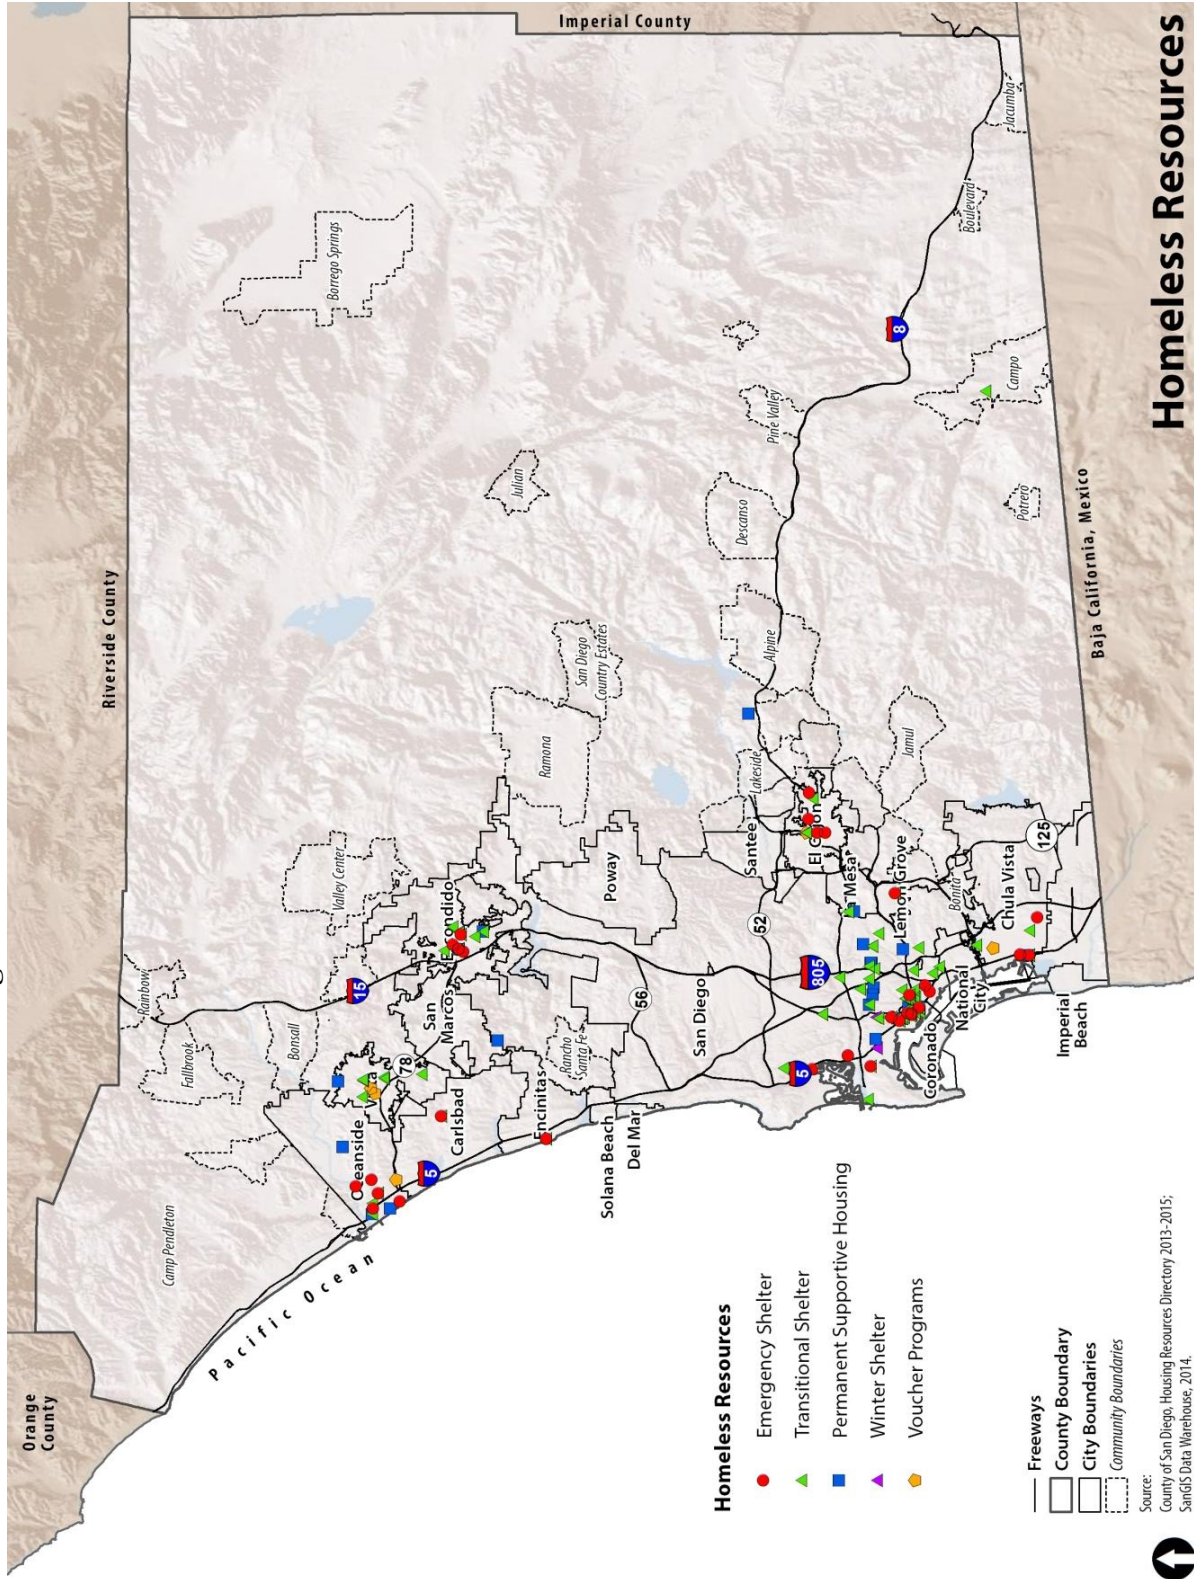 Homeless Resources
Orange
County
Riverside County
Imperial County
Baja California, Mexico
Pacific Ocean
Camp Pendleton
Fallbrook
Rainbow
Bonsall
Valley Center
Borrego Springs
Oceanside
Vista
San
Marcos
Escondido
Carlsbad
Encinitas
Rancho
Santa Fe
Solana Beach
Del Mar
Poway
Ramona
San Diego
Country Estates
Julian
San Diego
Santee
Lakeside
Alpine
Descanso
Pine Valley
El Cajon
La Mesa
Lemon Grove
Jamul
Coronado
National
City
Bonita
Chula Vista
Imperial
Beach
Potrero
Campo
Boulevard
Jacumba
15
78
5
56
52
805
5
8
125
Homeless Resources
Emergency Shelter
Transitional Shelter
Permanent Supportive Housing
Winter Shelter
Voucher Programs
Freeways
County Boundary
City Boundaries
Community Boundaries
Source:
County of San Diego, Housing Resources Directory 2013-2015;
SanGIS Data Warehouse, 2014.